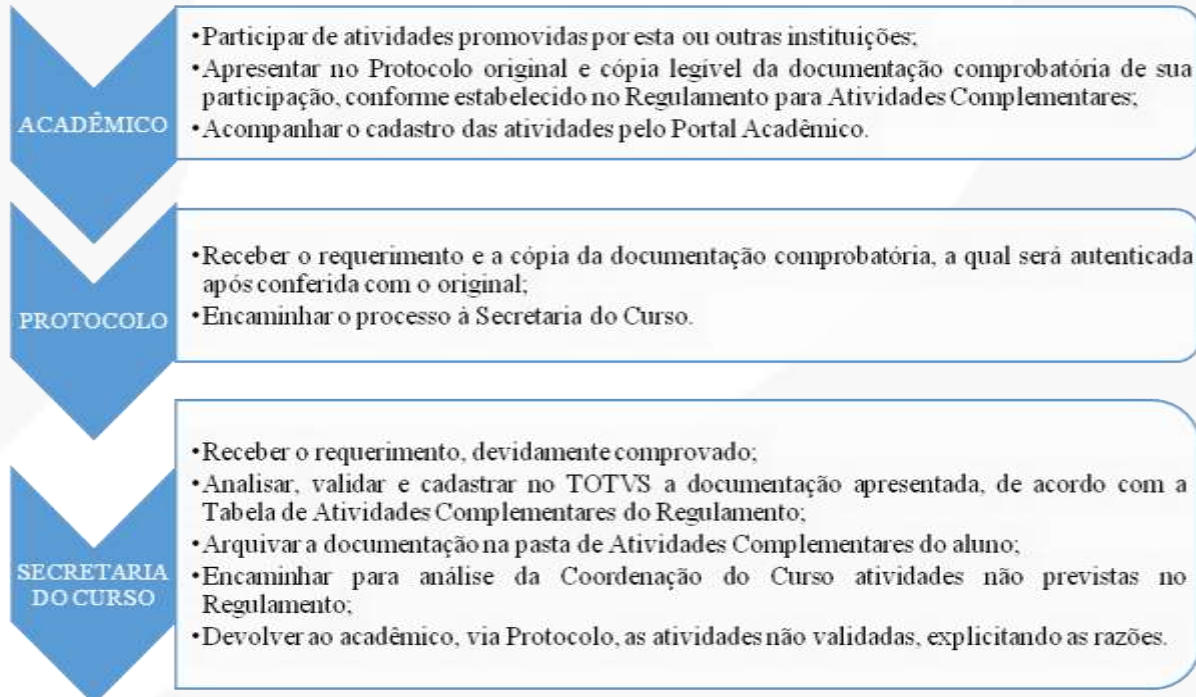 ACADÊMICO
•Participar de atividades promovidas por esta ou outras instituições;
•Apresentar no Protocolo original e cópia legível da documentação comprobatória de sua
participação, conforme estabelecido no Regulamento para Atividades Complementares;
•Acompanhar o cadastro das atividades pelo Portal Acadêmico.
PROTOCOLO
•Receber o requerimento e a cópia da documentação comprobatória, a qual será autenticada
após conferida com o original;
•Encaminhar o processo à Secretaria do Curso.
SECRETARIA
DO CURSO
•Receber o requerimento, devidamente comprovado;
•Analisar, validar e cadastrar no TOTVS a documentação apresentada, de acordo com a
Tabela de Atividades Complementares do Regulamento;
•Arquivar a documentação na pasta de Atividades Complementares do aluno;
•Encaminhar para análise da Coordenação do Curso atividades não previstas no
Regulamento;
•Devolver ao acadêmico, via Protocolo, as atividades não validadas, explicitando as razões.